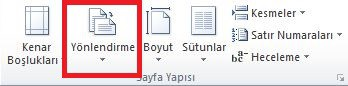 Kenar
Boşlukları
Yönlendirme
Boyut
Sütunlar
Kesmeler
Satır Numaraları
Heceleme
Sayfa Yapısı